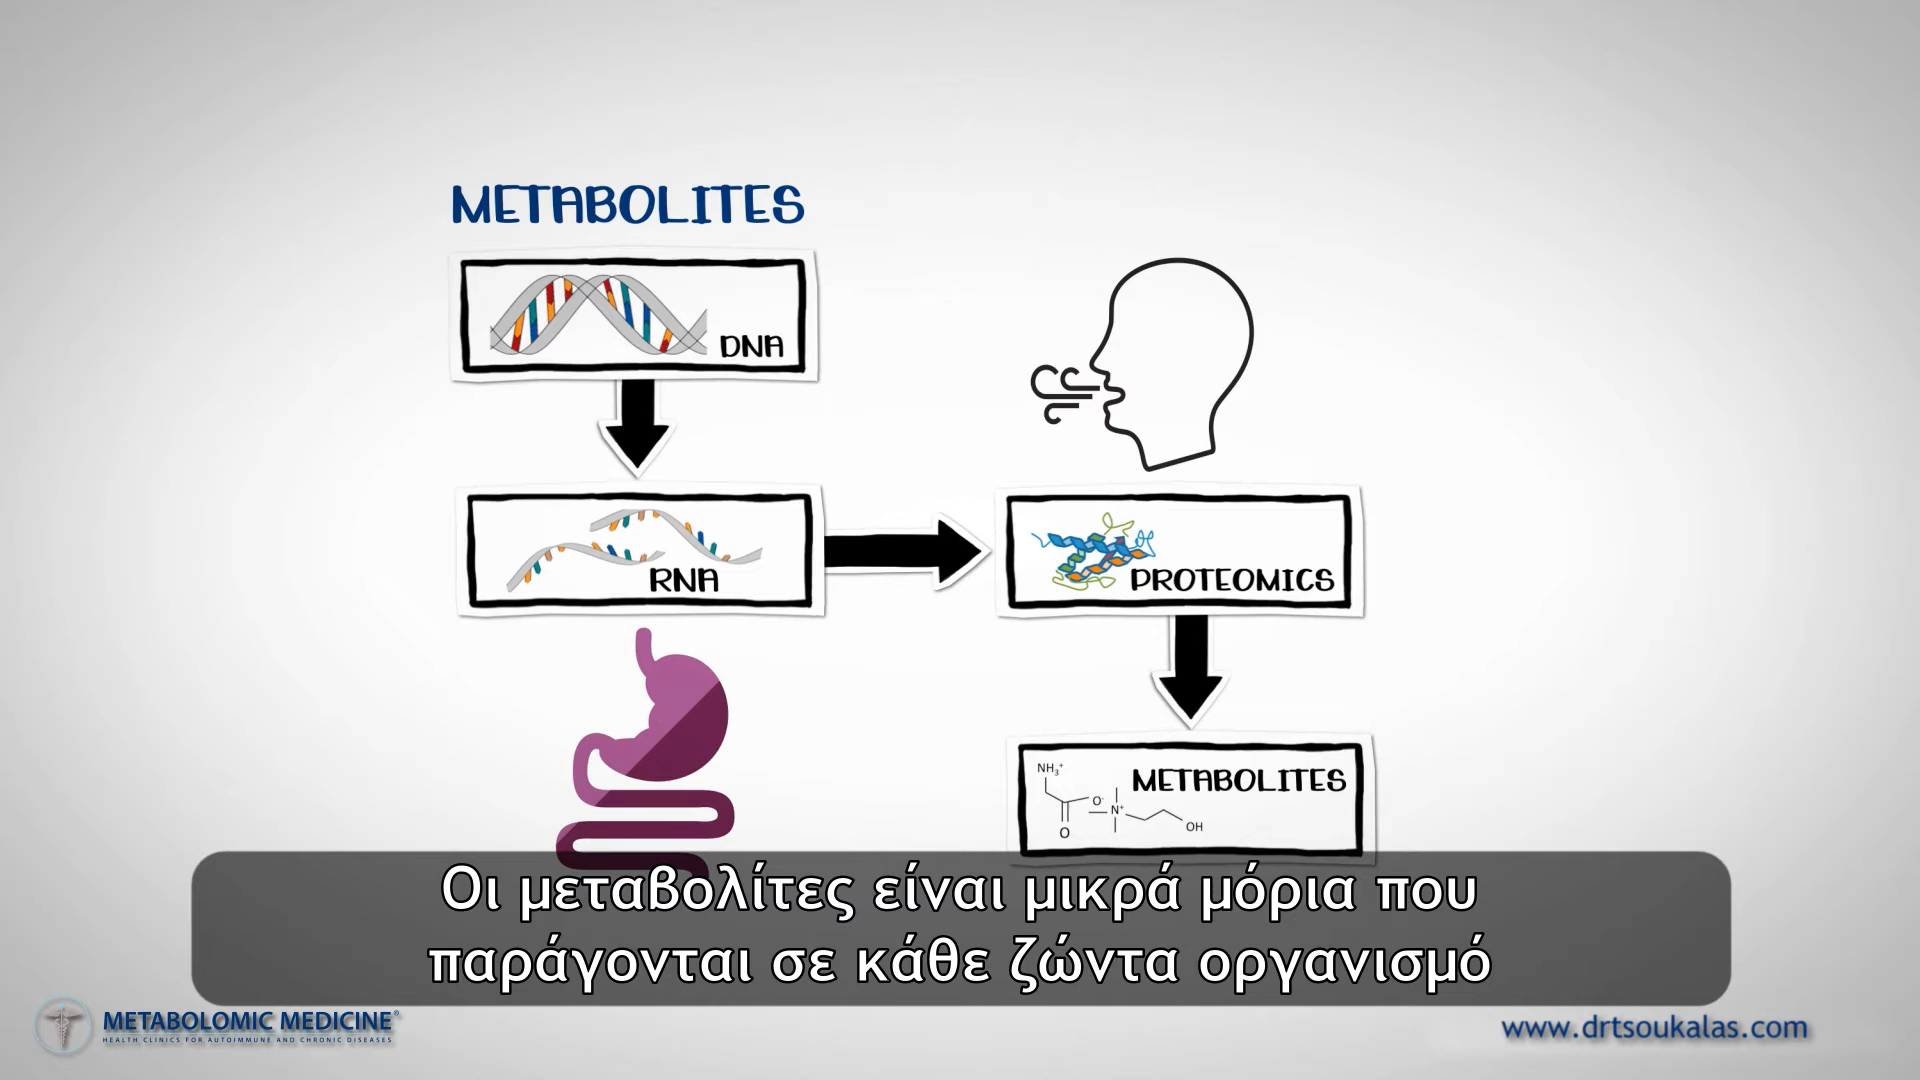 METABOLITES
DNA
RNA
PROTEOMICS
METABOLITES
NH₃⁺
O⁻
N⁺
O
OH
Οι μεταβολίτες είναι μικρά μόρια που
παράγονται σε κάθε ζώντα οργανισμό
METABOLOMIC MEDICINE®
HEALTH CLINICS FOR AUTOIMMUNE AND CHRONIC DISEASES
www.drtsoukalas.com